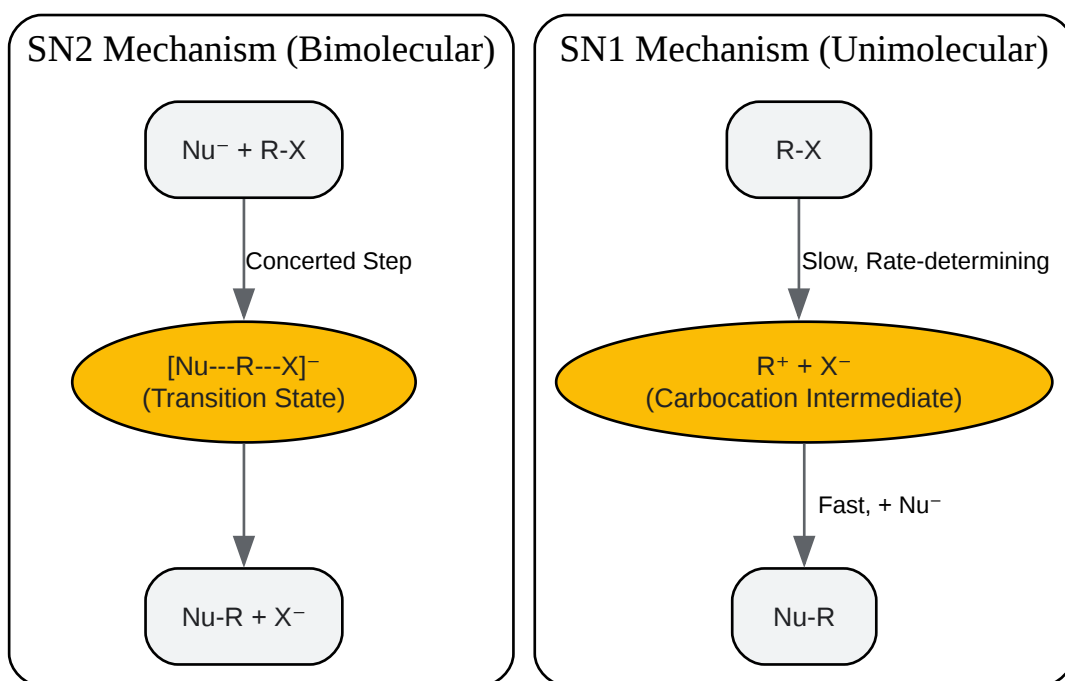 SN2 Mechanism (Bimolecular)
Nu⁻ + R-X
Concerted Step
[Nu---R---X]⁻
(Transition State)
Nu-R + X⁻
SN1 Mechanism (Unimolecular)
R-X
Slow, Rate-determining
R⁺ + X⁻
(Carbocation Intermediate)
Fast, + Nu⁻
Nu-R